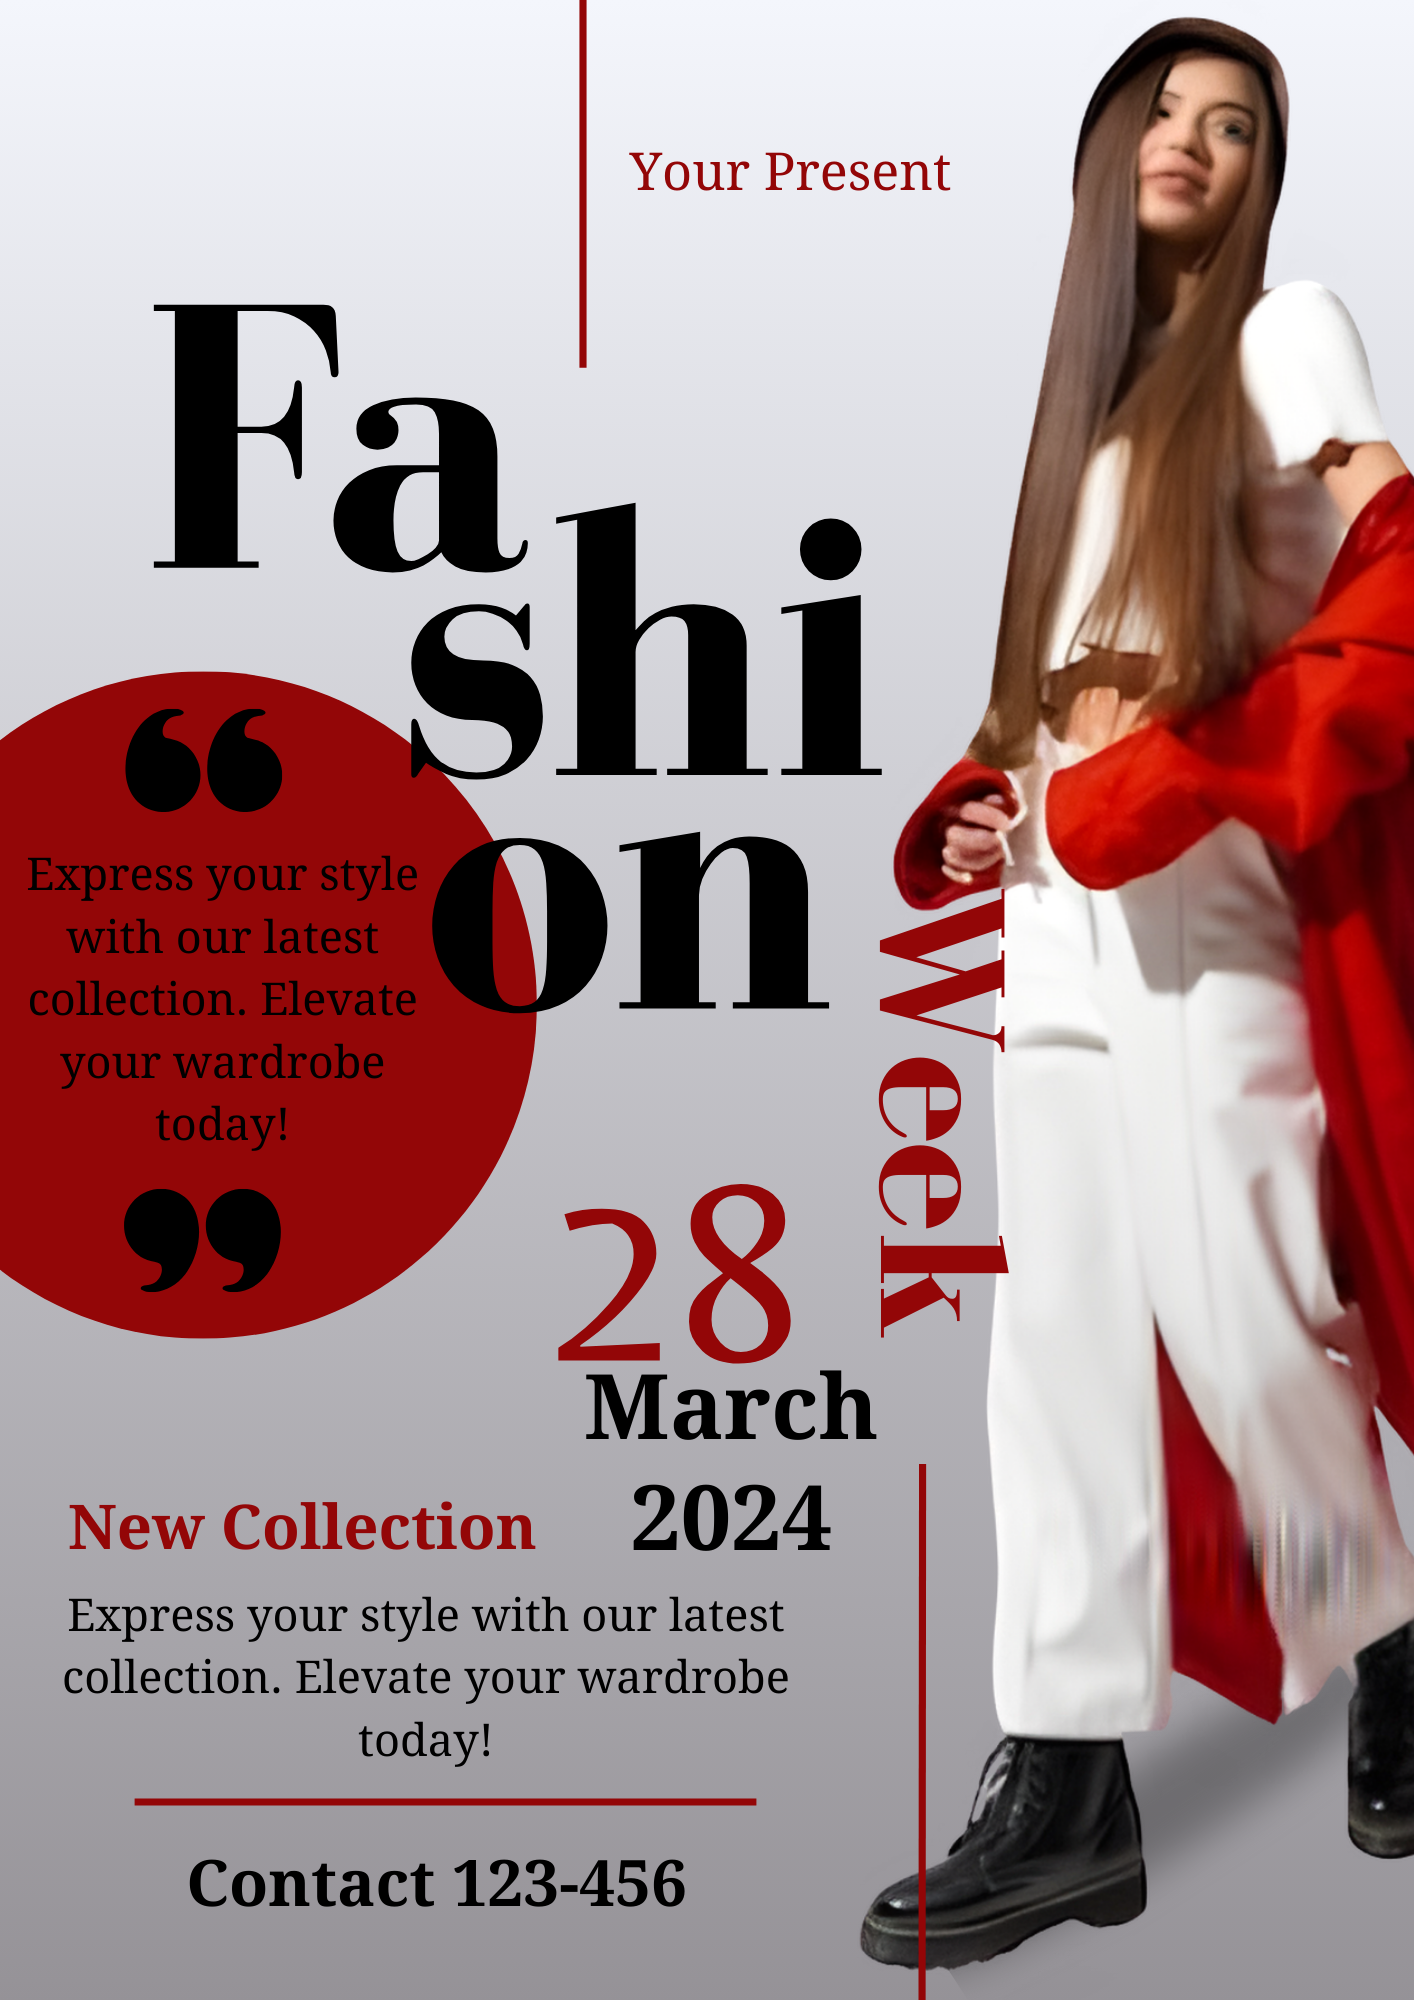 Your Present
Fa
shi
on
Week
“
Express your style
with our latest
collection. Elevate
your wardrobe
today!
”
28
March
2024
New Collection
Express your style with our latest
collection. Elevate your wardrobe
today!
Contact 123-456